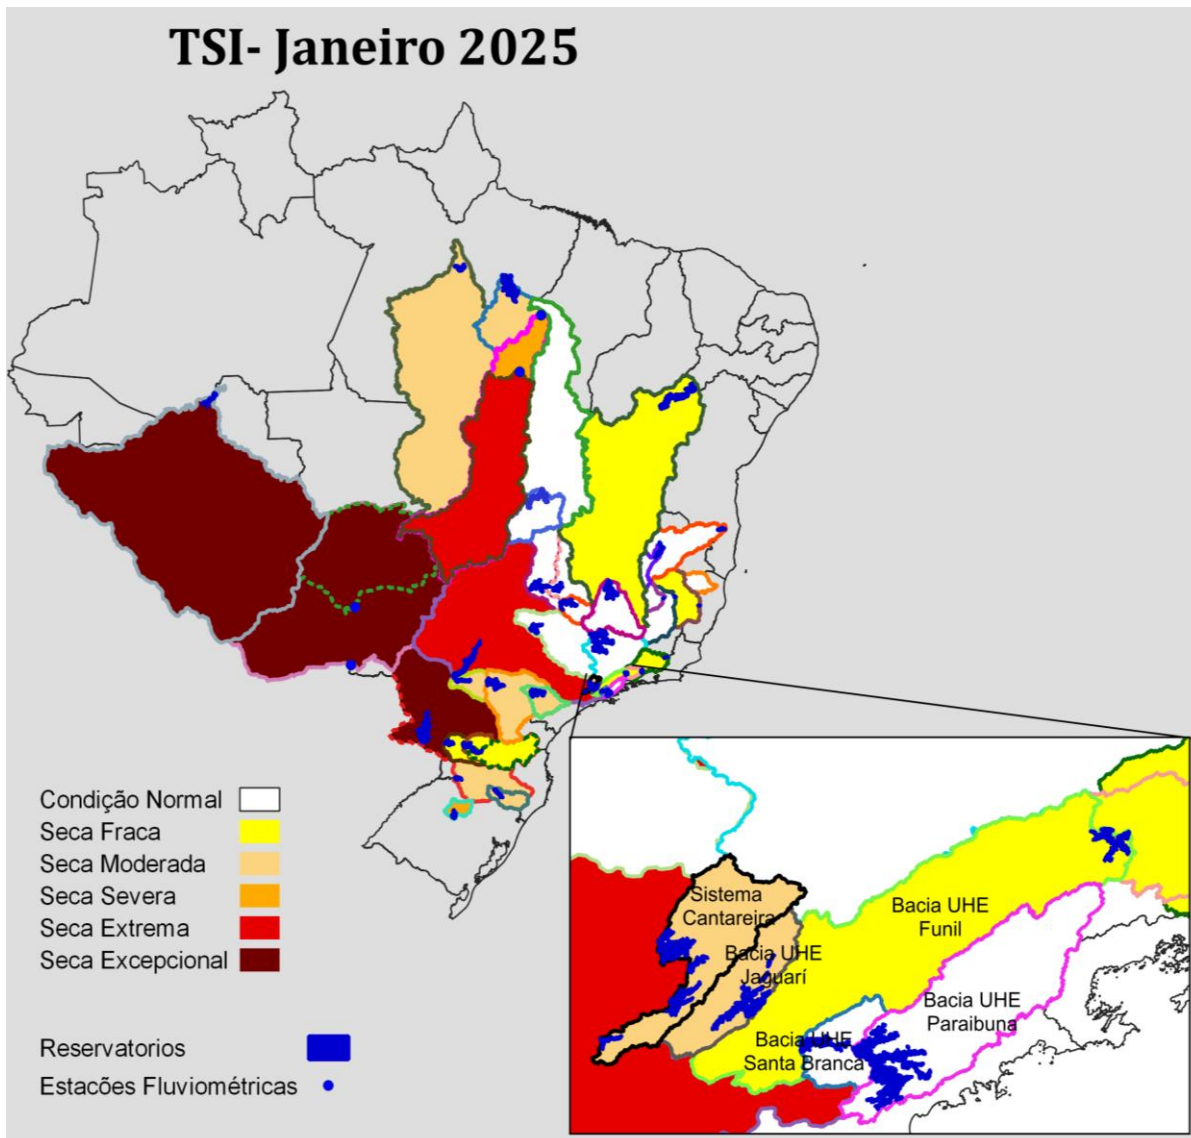 TSI- Janeiro 2025
Condição Normal
Seca Fraca
Seca Moderada
Seca Severa
Seca Extrema
Seca Excepcional
Reservatorios
Estacões Fluviométricas
Sistema
Cantareira
Bacia UHE
Jaguarí
Bacia UHE
Funil
Bacia UHE
Paraibuna
Bacia UHE
Santa Branca